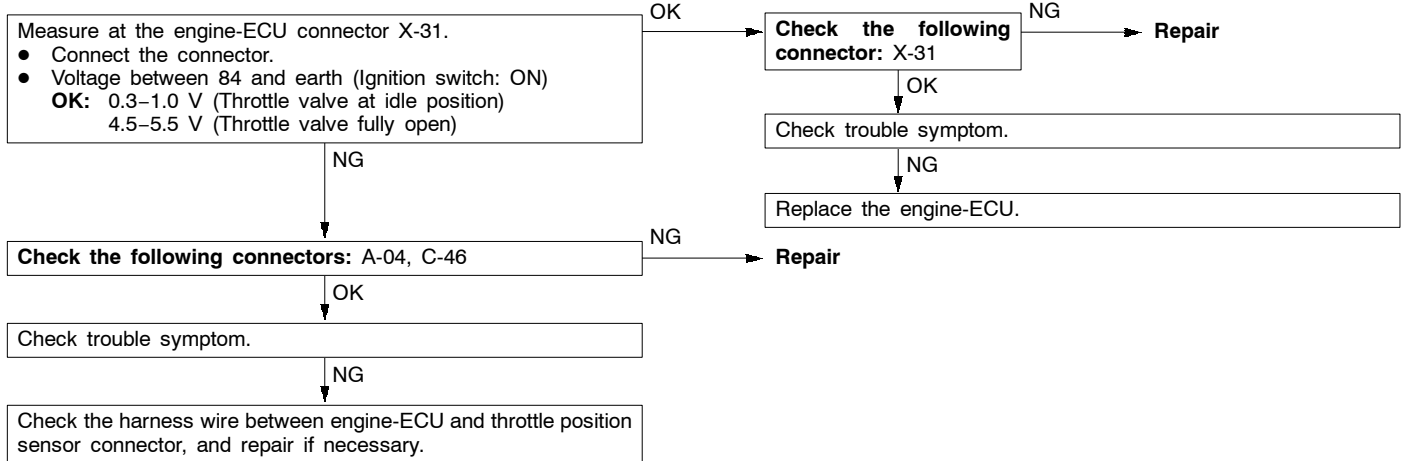 Measure at the engine-ECU connector X-31.
● Connect the connector.
● Voltage between 84 and earth (Ignition switch: ON)
OK: 0.3–1.0 V (Throttle valve at idle position)
4.5–5.5 V (Throttle valve fully open)
OK
Check the following
connector: X-31
NG
Repair
OK
Check trouble symptom.
NG
Replace the engine-ECU.
NG
Check the following connectors: A-04, C-46
NG
Repair
OK
Check trouble symptom.
NG
Check the harness wire between engine-ECU and throttle position
sensor connector, and repair if necessary.